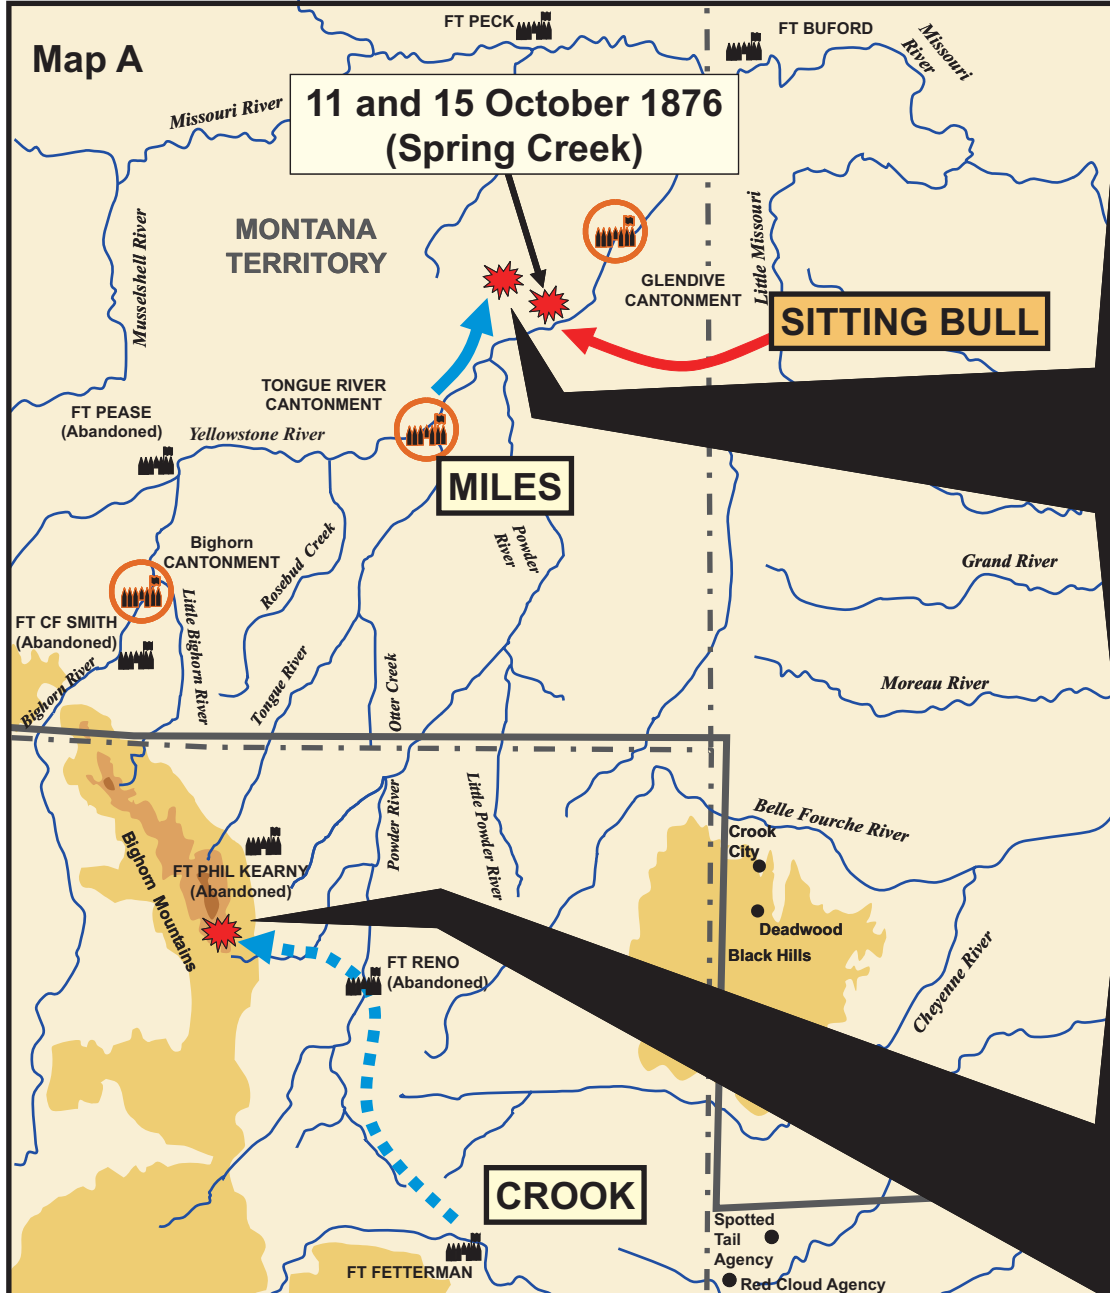 Map A
FT PECK
FT BUFORD
Missouri
River
Missouri River
11 and 15 October 1876
(Spring Creek)
Musselshell River
MONTANA
TERRITORY
Little Missouri
GLENDIVE
CANTONMENT
SITTING BULL
TONGUE RIVER
CANTONMENT
FT PEASE
(Abandoned)
Yellowstone River
MILES
Powder
River
Bighorn
CANTONMENT
Rosebud Creek
Grand River
FT CF SMITH
(Abandoned)
Little Bighorn River
Bighorn River
Tongue River
Otter Creek
Moreau River
Powder River
Little Powder River
Belle Fourche River
Crook
City
Bighorn Mountains
FT PHIL KEARNY
(Abandoned)
Deadwood
Black Hills
FT RENO
(Abandoned)
Cheyenne River
CROOK
FT FETTERMAN
Spotted
Tail
Agency
Red Cloud Agency